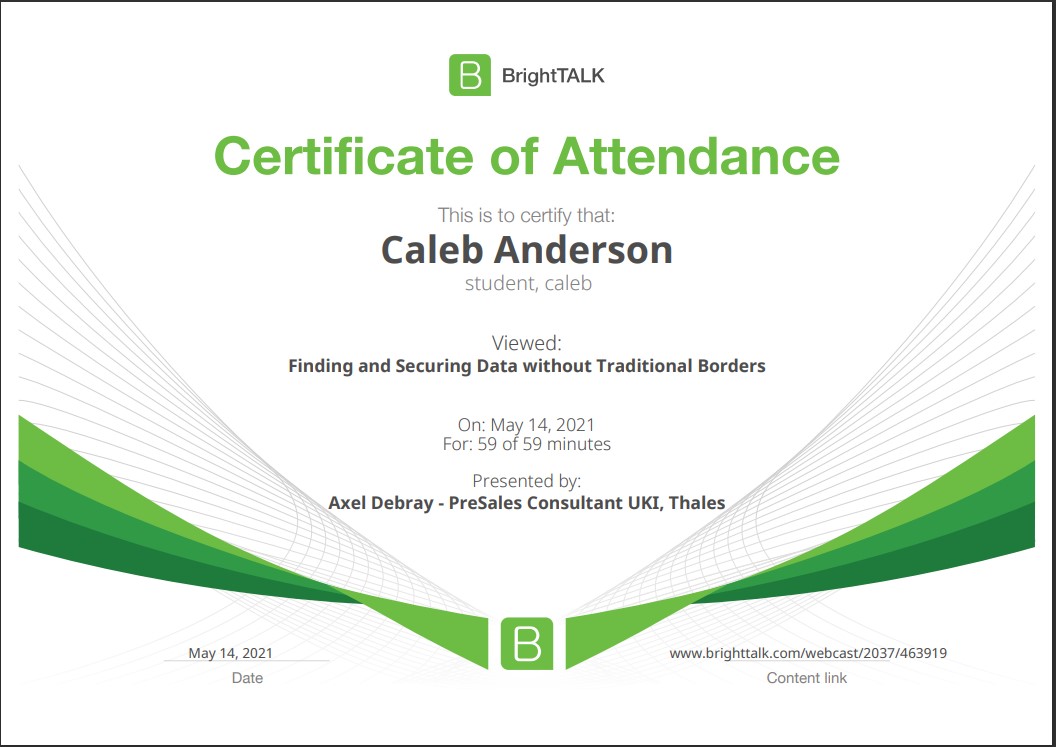 B BrightTALK
Certificate of Attendance
This is to certify that:
Caleb Anderson
student, caleb
Viewed:
Finding and Securing Data without Traditional Borders
On: May 14, 2021
For: 59 of 59 minutes
Presented by:
Axel Debray - PreSales Consultant UKI, Thales
B
May 14, 2021
Date
www.brighttalk.com/webcast/2037/463919
Content link